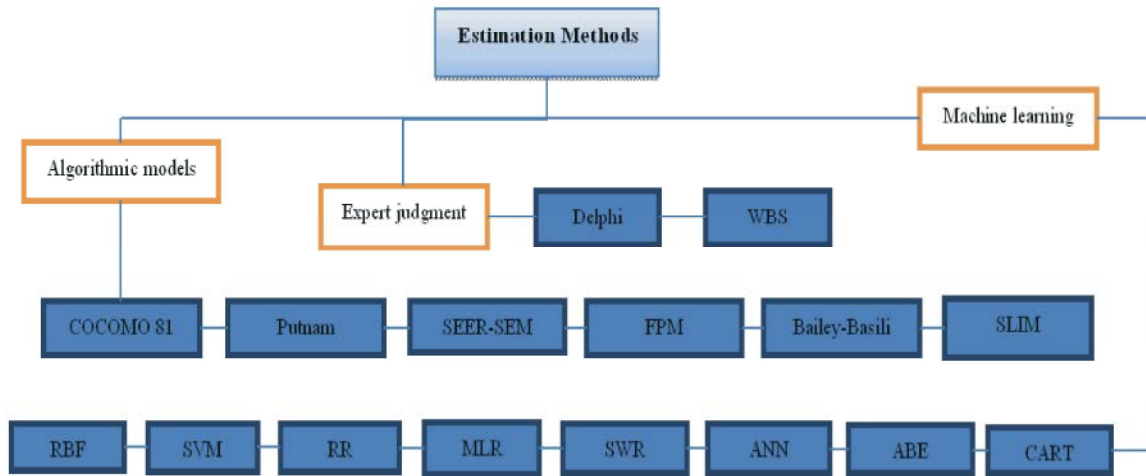 Estimation Methods
Machine learning
Algorithmic models
Expert judgment
Delphi
WBS
COCOMO 81
Putnam
SEER-SEM
FPM
Bailey-Basili
SLIM
RBF
SVM
RR
MLR
SWR
ANN
ABE
CART